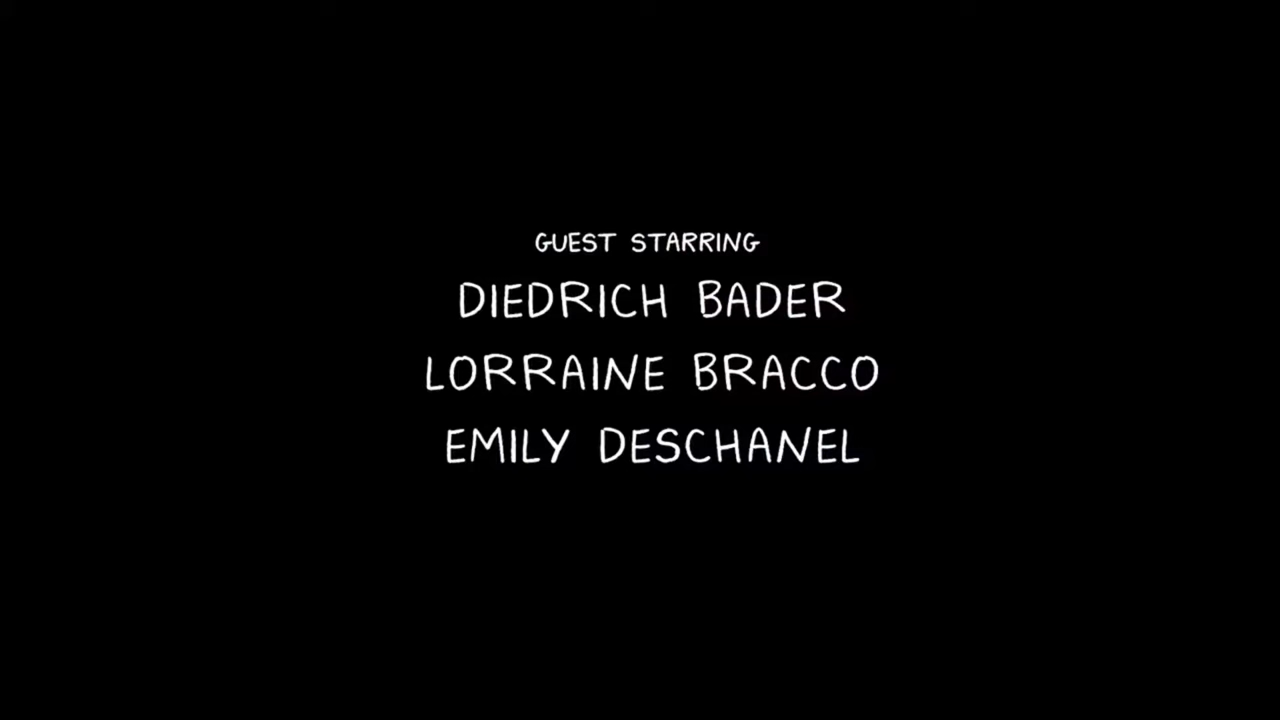 GUEST STARRING
DIEDRICH BADER
LORRAINE BRACCO
EMILY DESCHANEL